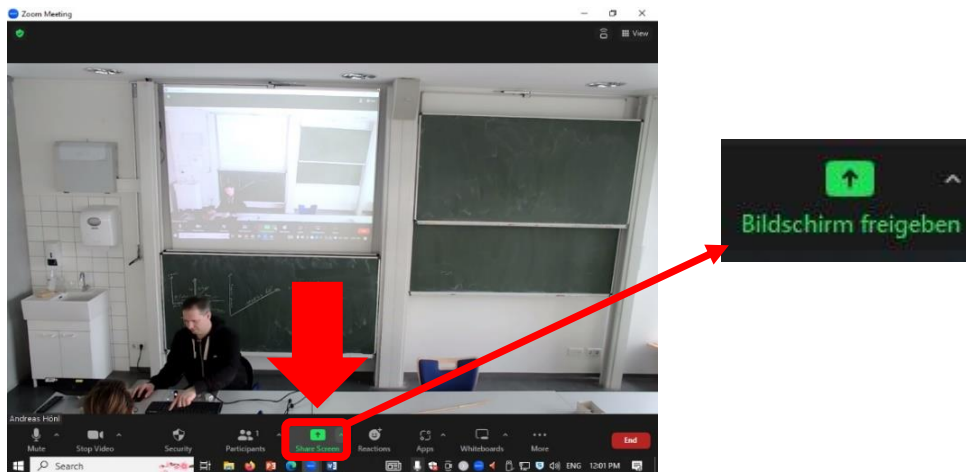 Zoom Meeting
View
Bildschirm freigeben
Andreas Hönl
1
Mute Stop Video Security Participants Share Screen Reactions Apps Whiteboards More End
Search ENG 12:01 PM